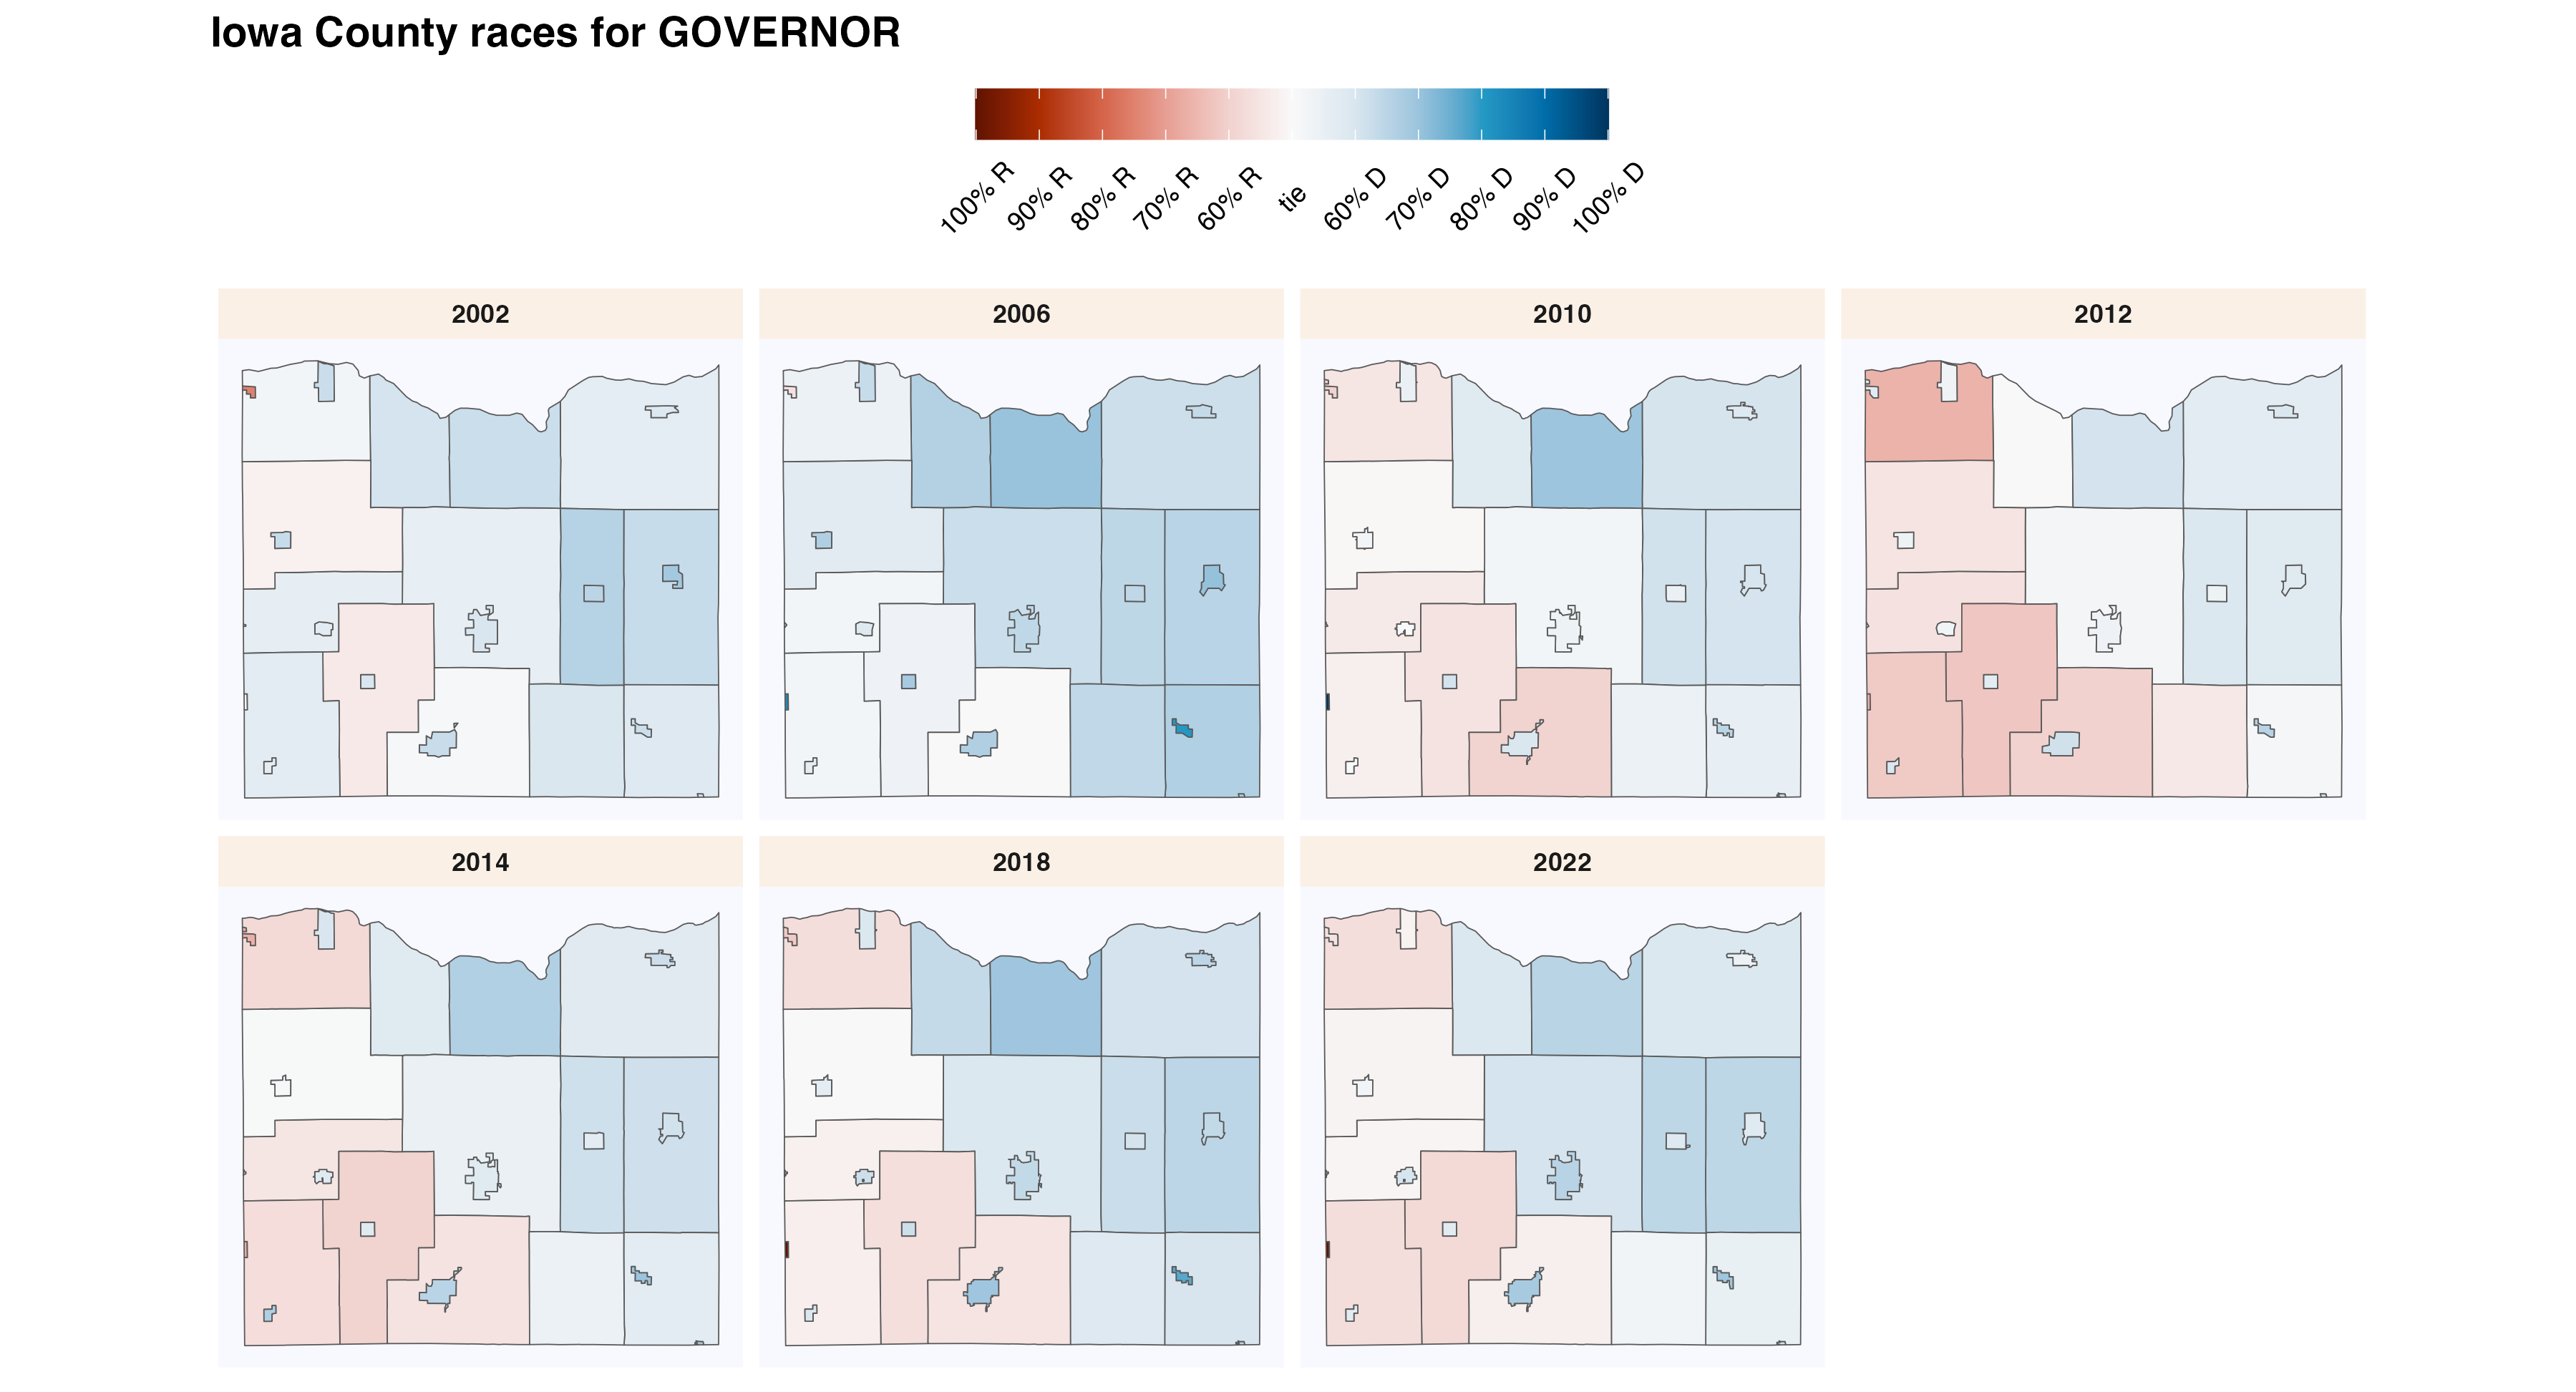 Iowa County races for GOVERNOR
100% R
90% R
80% R
70% R
60% R
tie
60% D
70% D
80% D
90% D
100% D
2002
2006
2010
2012
2014
2018
2022